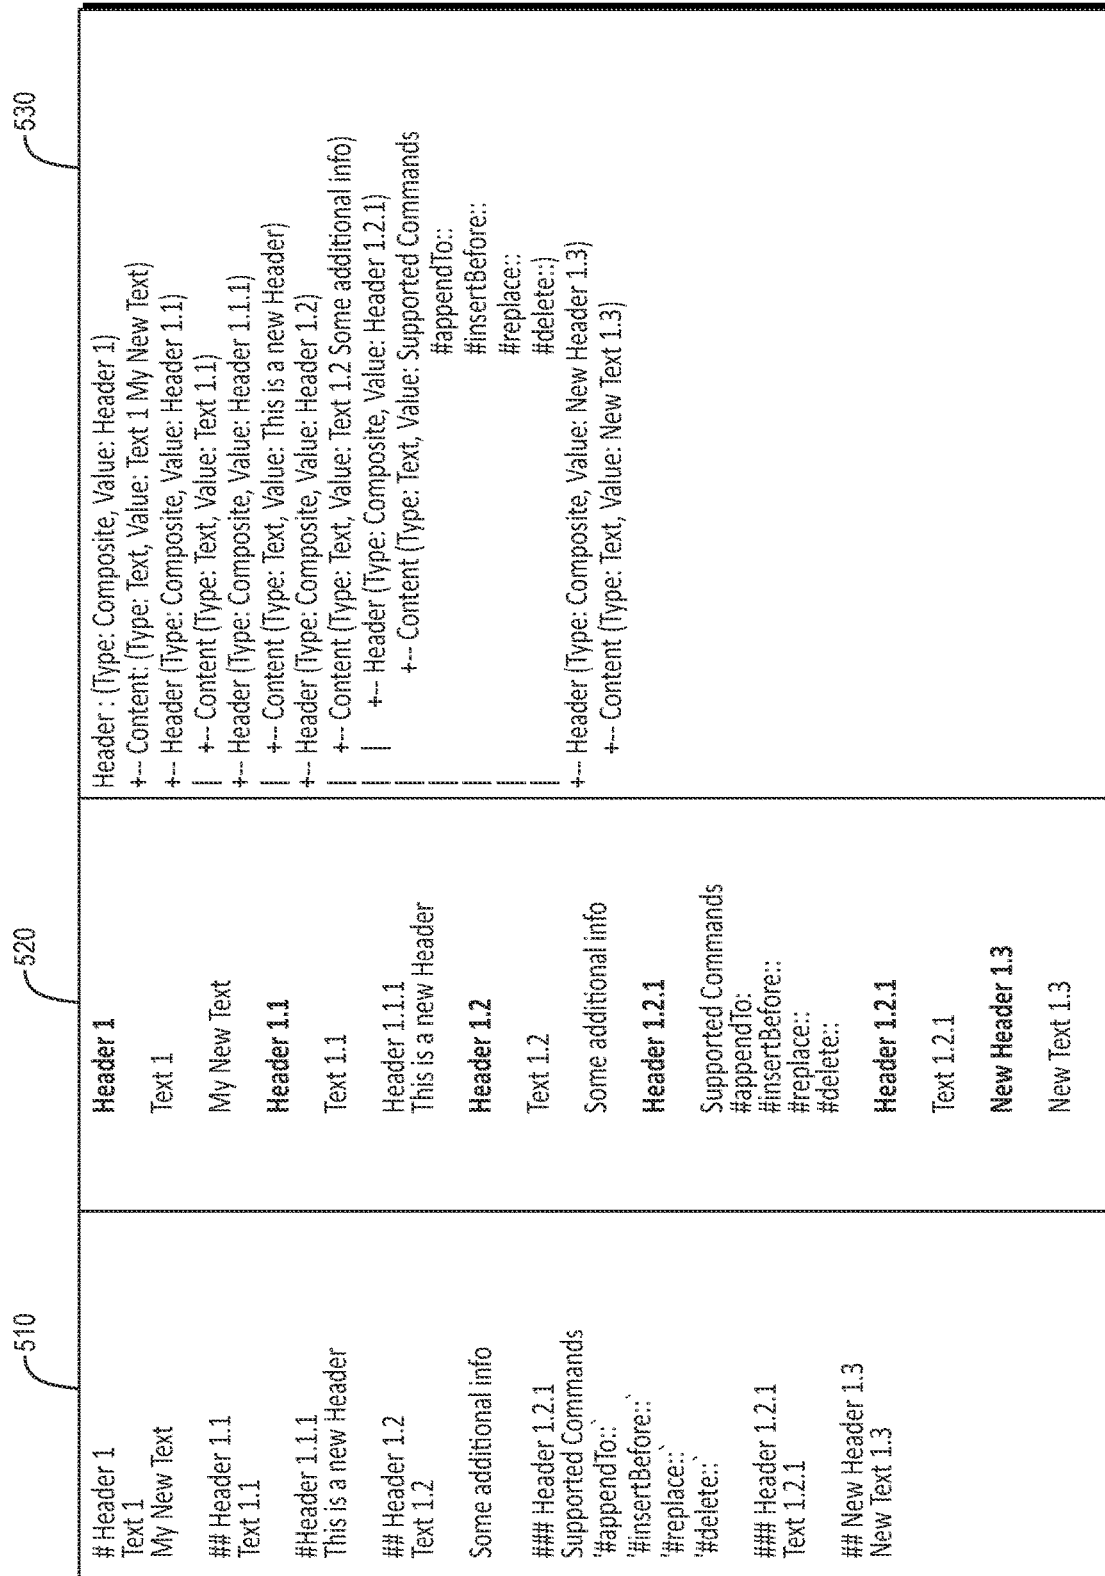 510
# Header 1
Text 1
My New Text
## Header 1.1
Text 1.1
#Header 1.1.1
This is a new Header
## Header 1.2
Text 1.2
Some additional info
### Header 1.2.1
Supported Commands
'#appendTo::`
'#insertBefore::`
'#replace::`
'#delete::`
### Header 1.2.1
Text 1.2.1
## New Header 1.3
New Text 1.3
520
Header 1
Text 1
My New Text
Header 1.1
Text 1.1
Header 1.1.1
This is a new Header
Header 1.2
Text 1.2
Some additional info
Header 1.2.1
Supported Commands
#appendTo:
#insertBefore::
#replace::
#delete::
Header 1.2.1
Text 1.2.1
New Header 1.3
New Text 1.3
530
Header : (Type: Composite, Value: Header 1)
+-- Content: (Type: Text, Value: Text 1 My New Text)
+-- Header (Type: Composite, Value: Header 1.1)
| +-- Content (Type: Text, Value: Text 1.1)
+-- Header (Type: Composite, Value: Header 1.1.1)
| +-- Content (Type: Text, Value: This is a new Header)
+-- Header (Type: Composite, Value: Header 1.2)
| +-- Content (Type: Text, Value: Text 1.2 Some additional info)
| | +-- Header (Type: Composite, Value: Header 1.2.1)
| +-- Content (Type: Text, Value: Supported Commands
| #appendTo::
| #insertBefore::
| #replace::
| #delete::)
+-- Header (Type: Composite, Value: New Header 1.3)
+-- Content (Type: Text, Value: New Text 1.3)